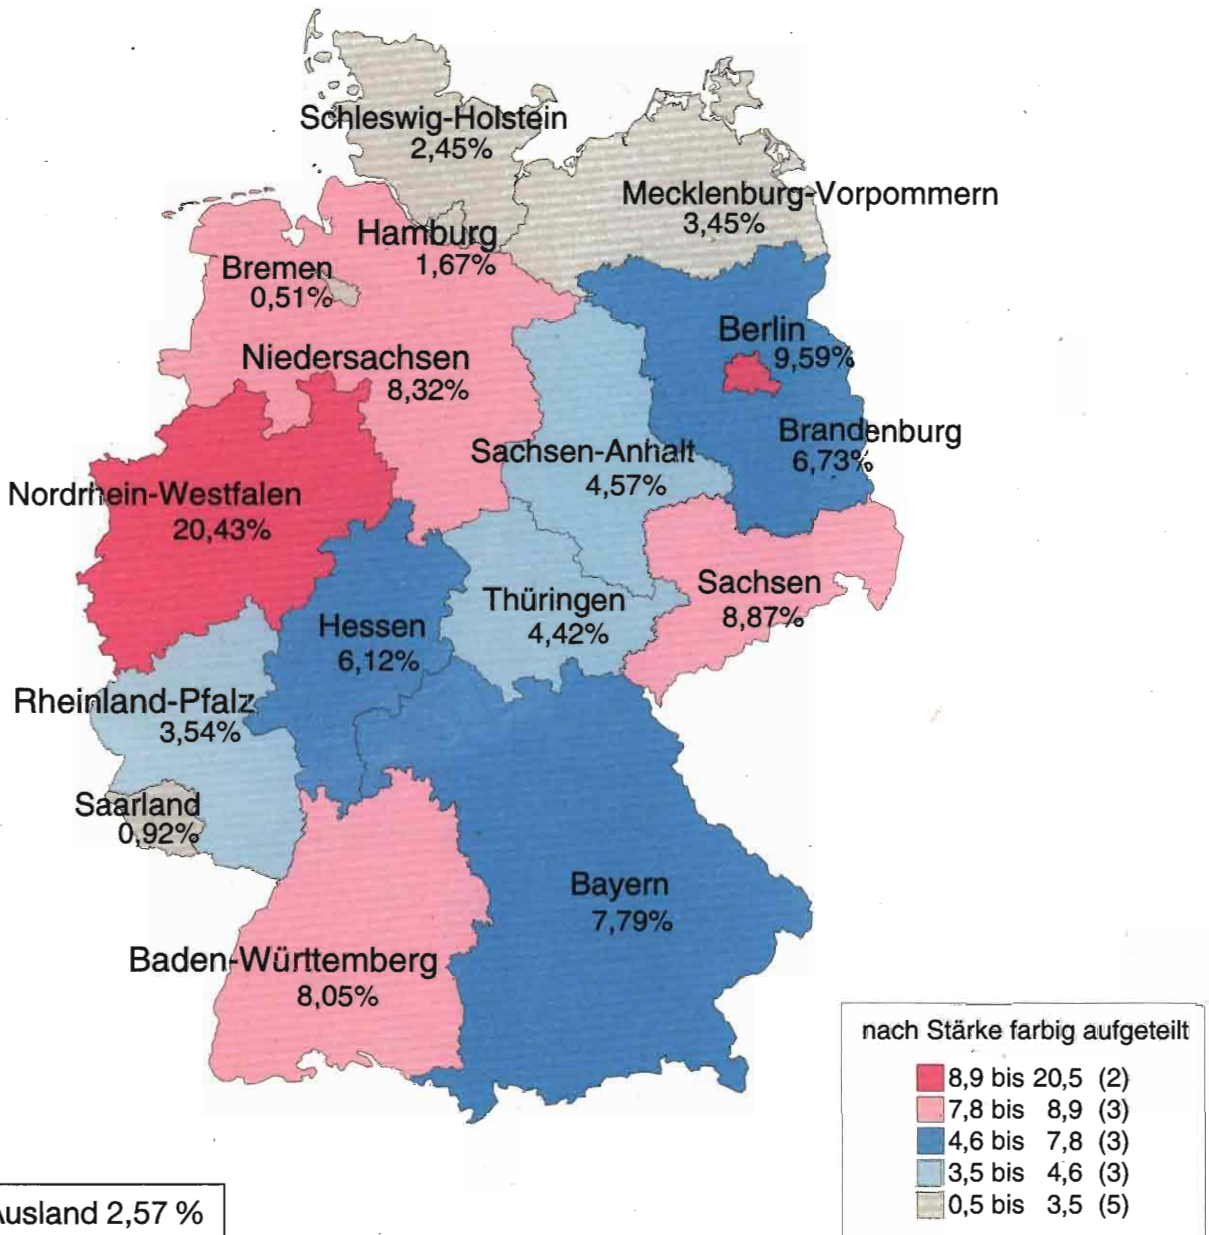 Schleswig-Holstein
2,45%
Mecklenburg-Vorpommern
3,45%
Hamburg
1,67%
Bremen
0,51%
Berlin
9,59%
Niedersachsen
8,32%
Brandenburg
6,73%
Sachsen-Anhalt
4,57%
Nordrhein-Westfalen
20,43%
Sachsen
8,87%
Thüringen
4,42%
Hessen
6,12%
Rheinland-Pfalz
3,54%
Saarland
0,92%
Bayern
7,79%
Baden-Württemberg
8,05%
nach Stärke farbig aufgeteilt
8,9 bis 20,5 (2)
7,8 bis 8,9 (3)
4,6 bis 7,8 (3)
3,5 bis 4,6 (3)
0,5 bis 3,5 (5)
Ausland 2,57 %